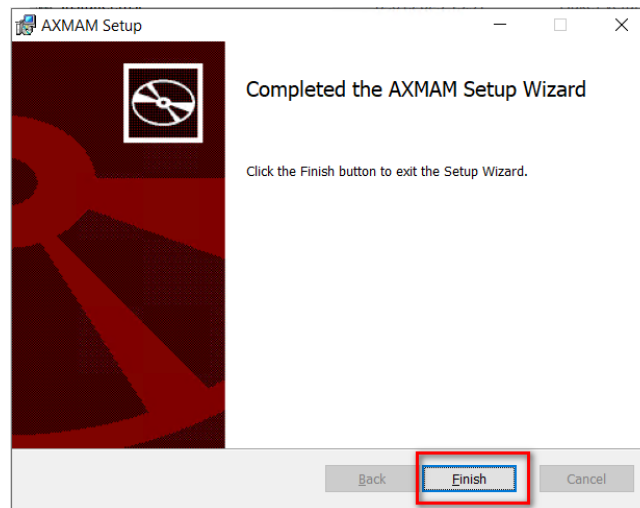 AXMAM Setup
Completed the AXMAM Setup Wizard
Click the Finish button to exit the Setup Wizard.
Back
Finish
Cancel